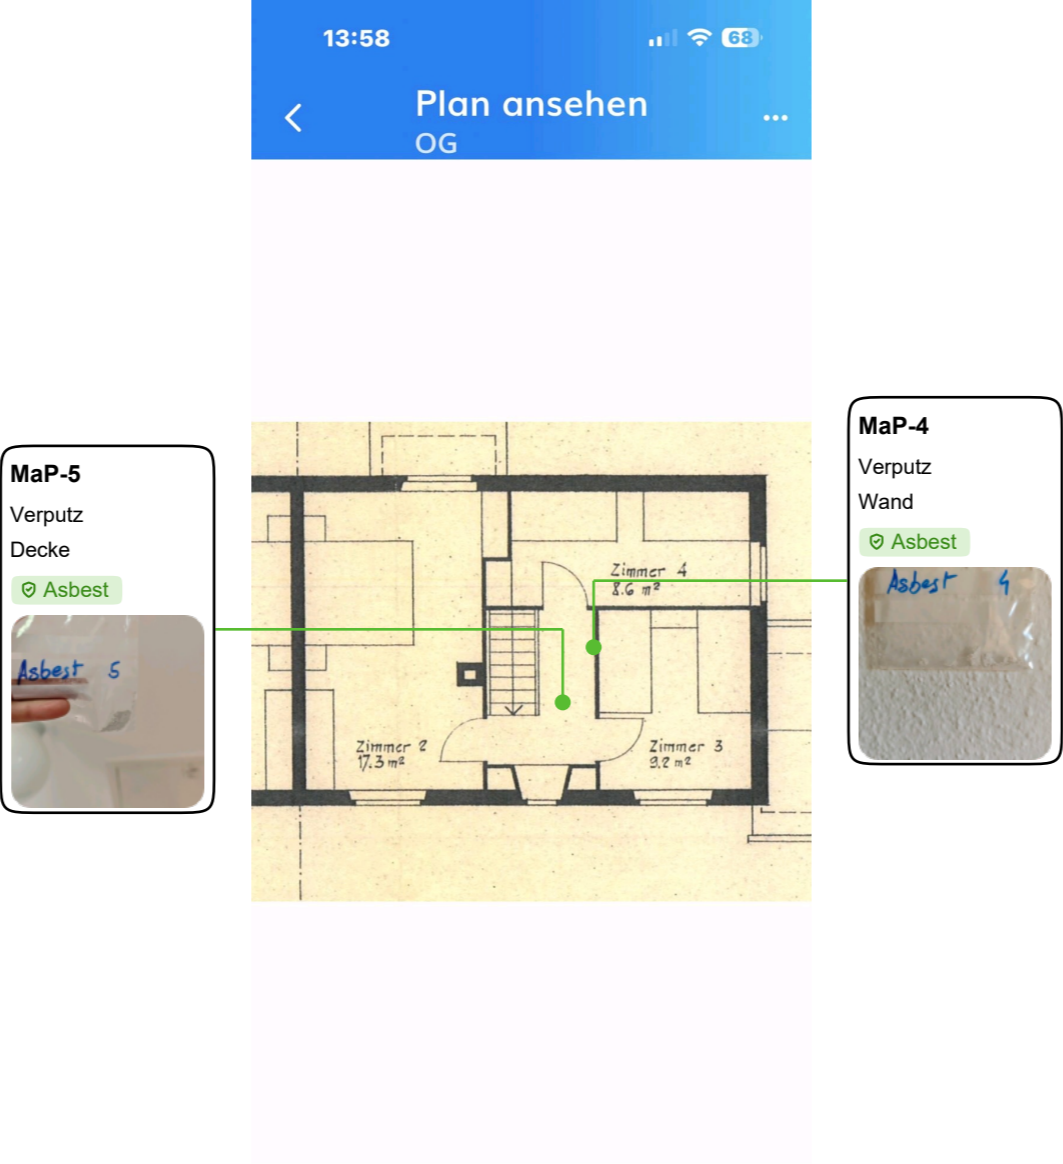 13:58
68
Plan ansehen
OG
MaP-5
Verputz
Decke
Asbest
Asbest 5
MaP-4
Verputz
Wand
Asbest
Asbest 4
Zimmer 4
8.6 m²
Zimmer 2
17.3 m²
Zimmer 3
9.2 m²